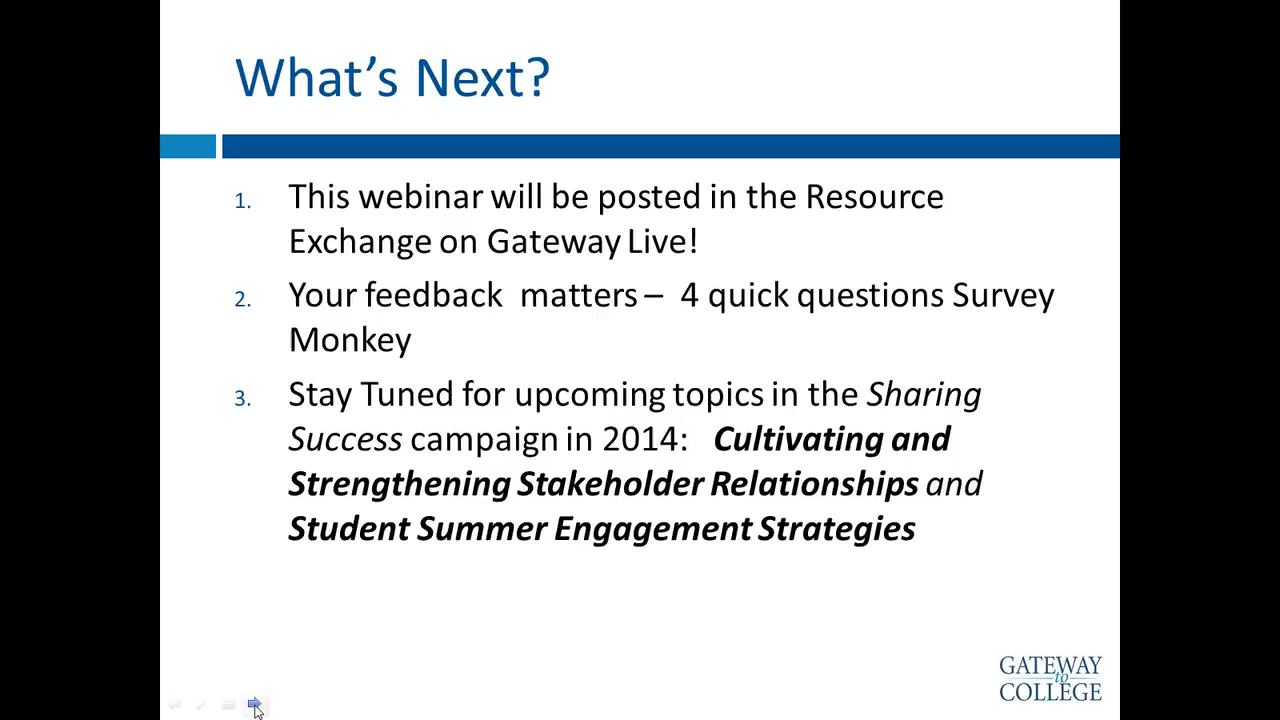 What's Next?
1. This webinar will be posted in the Resource
Exchange on Gateway Live!
2. Your feedback  matters –  4 quick questions Survey
Monkey
3. Stay Tuned for upcoming topics in the Sharing
Success campaign in 2014:   Cultivating and
Strengthening Stakeholder Relationships and
Student Summer Engagement Strategies
GATEWAY
to
COLLEGE